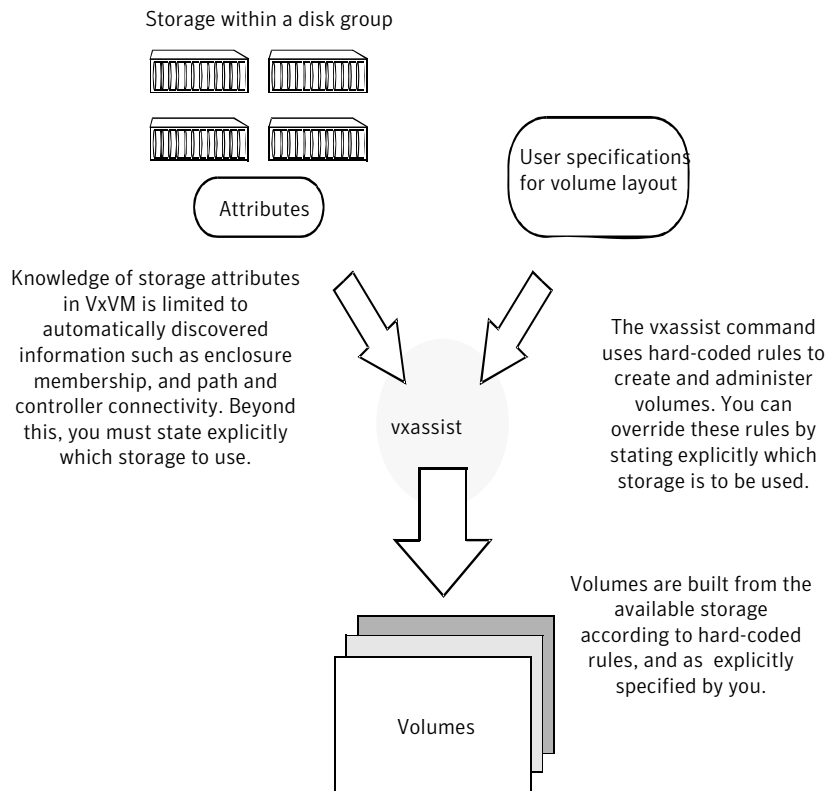 Storage within a disk group
Attributes
User specifications
for volume layout
Knowledge of storage attributes
in VxVM is limited to
automatically discovered
information such as enclosure
membership, and path and
controller connectivity. Beyond
this, you must state explicitly
which storage to use.
vxassist
The vxassist command
uses hard-coded rules to
create and administer
volumes. You can
override these rules by
stating explicitly which
storage is to be used.
Volumes are built from the
available storage
according to hard-coded
rules, and as explicitly
specified by you.
Volumes